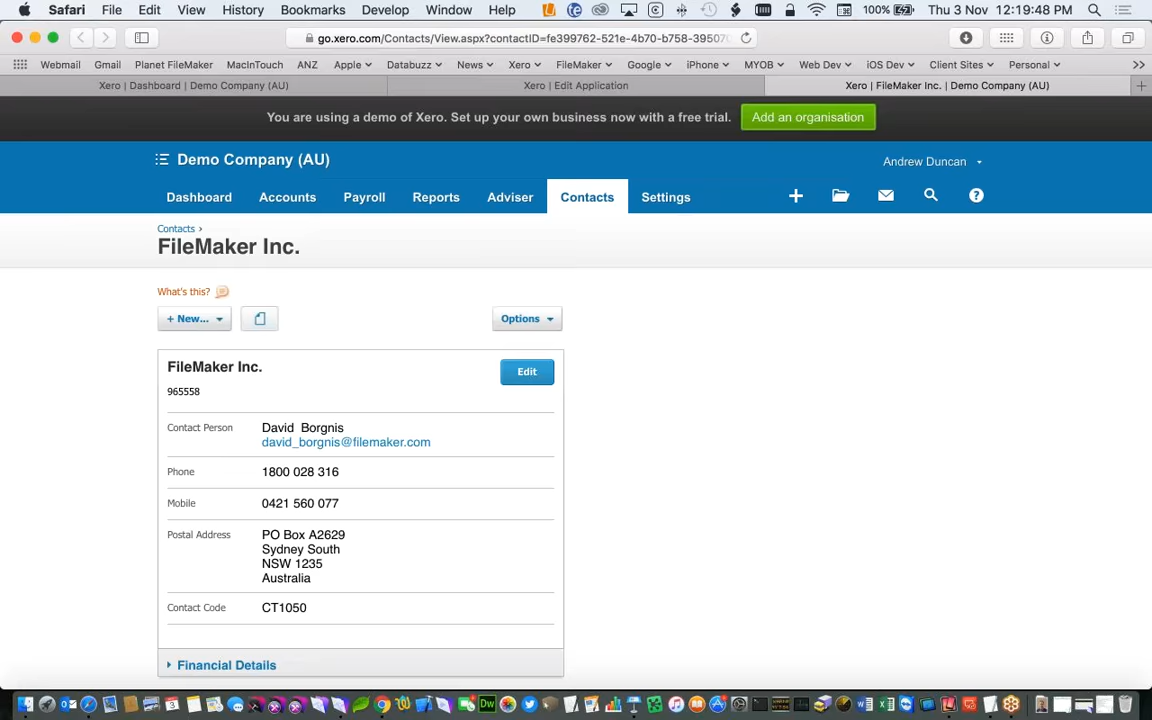 Safari File Edit View History Bookmarks Develop Window Help 100% Thu 3 Nov 12:19:48 PM
go.xero.com/Contacts/View.aspx?contactID=fe399762-521e-4b70-b758-39507
Webmail Gmail Planet FileMaker MacInTouch ANZ Apple Databuzz News Xero FileMaker Google iPhone MYOB Web Dev iOS Dev Client Sites Personal >>
Xero | Dashboard | Demo Company (AU) Xero | Edit Application Xero | FileMaker Inc. | Demo Company (AU) +
You are using a demo of Xero. Set up your own business now with a free trial. Add an organisation
Demo Company (AU) Andrew Duncan
Dashboard Accounts Payroll Reports Adviser Contacts Settings + ?
Contacts ›
FileMaker Inc.
What's this?
+ New... Options
FileMaker Inc. Edit
965558
Contact Person David Borgnis
david_borgnis@filemaker.com
Phone 1800 028 316
Mobile 0421 560 077
Postal Address PO Box A2629
Sydney South
NSW 1235
Australia
Contact Code CT1050
Financial Details
Dw